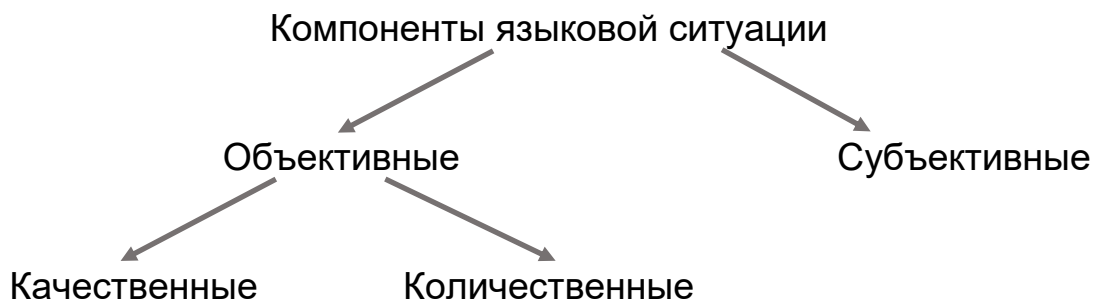 Компоненты языковой ситуации
Объективные Субъективные
Качественные Количественные